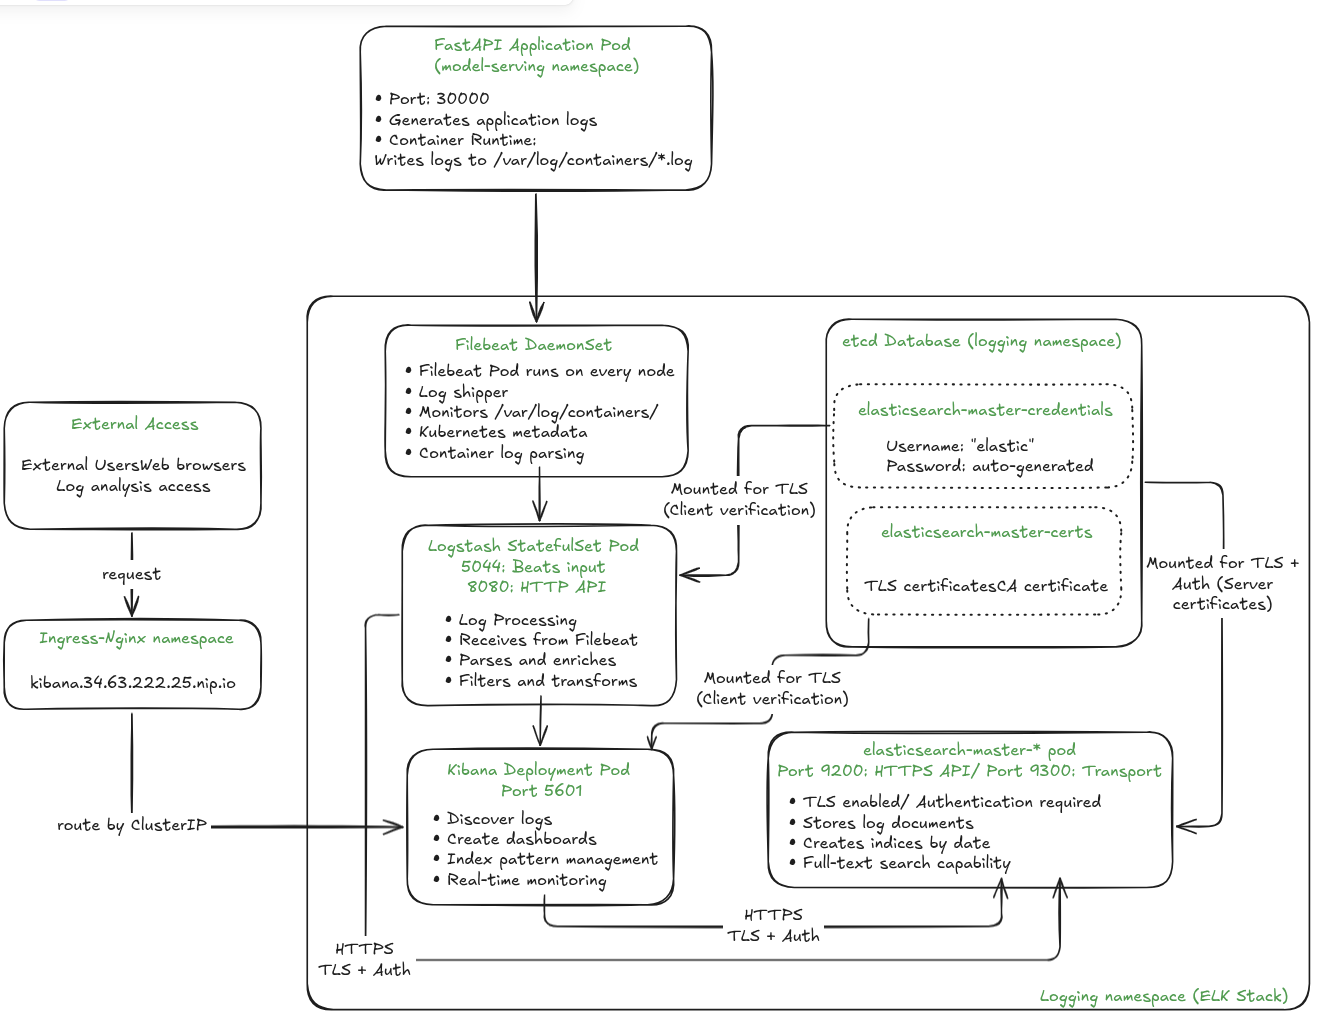 FastAPI Application Pod
(model-serving namespace)
• Port: 30000
• Generates application logs
• Container Runtime:
Writes logs to /var/log/containers/*.log
Filebeat DaemonSet
• Filebeat Pod runs on every node
• Log shipper
• Monitors /var/log/containers/
• Kubernetes metadata
• Container log parsing
etcd Database (logging namespace)
elasticsearch-master-credentials
Username: "elastic"
Password: auto-generated
elasticsearch-master-certs
TLS certificatesCA certificate
External Access
External UsersWeb browsers
Log analysis access
request
Ingress-Nginx namespace
kibana.34.63.222.25.nip.io
route by ClusterIP
Mounted for TLS
(Client verification)
Logstash StatefulSet Pod
5044: Beats input
8080: HTTP API
• Log Processing
• Receives from Filebeat
• Parses and enriches
• Filters and transforms
Mounted for TLS +
Auth (Server
certificates)
Mounted for TLS
(Client verification)
Kibana Deployment Pod
Port 5601
• Discover logs
• Create dashboards
• Index pattern management
• Real-time monitoring
elasticsearch-master-* pod
Port 9200: HTTPS API/ Port 9300: Transport
• TLS enabled/ Authentication required
• Stores log documents
• Creates indices by date
• Full-text search capability
HTTPS
TLS + Auth
HTTPS
TLS + Auth
Logging namespace (ELK Stack)